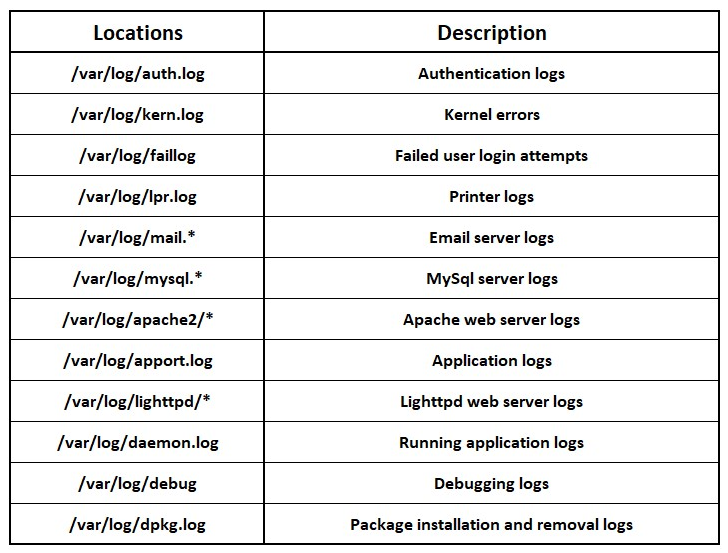 Locations Description
/var/log/auth.log Authentication logs
/var/log/kern.log Kernel errors
/var/log/faillog Failed user login attempts
/var/log/lpr.log Printer logs
/var/log/mail.* Email server logs
/var/log/mysql.* MySql server logs
/var/log/apache2/* Apache web server logs
/var/log/apport.log Application logs
/var/log/lighttpd/* Lighttpd web server logs
/var/log/daemon.log Running application logs
/var/log/debug Debugging logs
/var/log/dpkg.log Package installation and removal logs